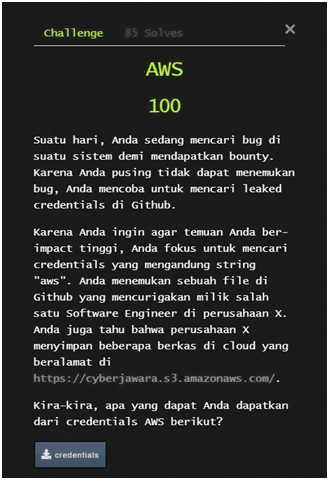 Challenge 85 Solves ×
AWS
100
Suatu hari, Anda sedang mencari bug di
suatu sistem demi mendapatkan bounty.
Karena Anda pusing tidak dapat menemukan
bug, Anda mencoba untuk mencari leaked
credentials di Github.
Karena Anda ingin agar temuan Anda ber-
impact tinggi, Anda fokus untuk mencari
credentials yang mengandung string
"aws". Anda menemukan sebuah file di
Github yang mencurigakan milik salah
satu Software Engineer di perusahaan X.
Anda juga tahu bahwa perusahaan X
menyimpan beberapa berkas di cloud yang
beralamat di
https://cyberjawara.s3.amazonaws.com/.
Kira-kira, apa yang dapat Anda dapatkan
dari credentials AWS berikut?
credentials